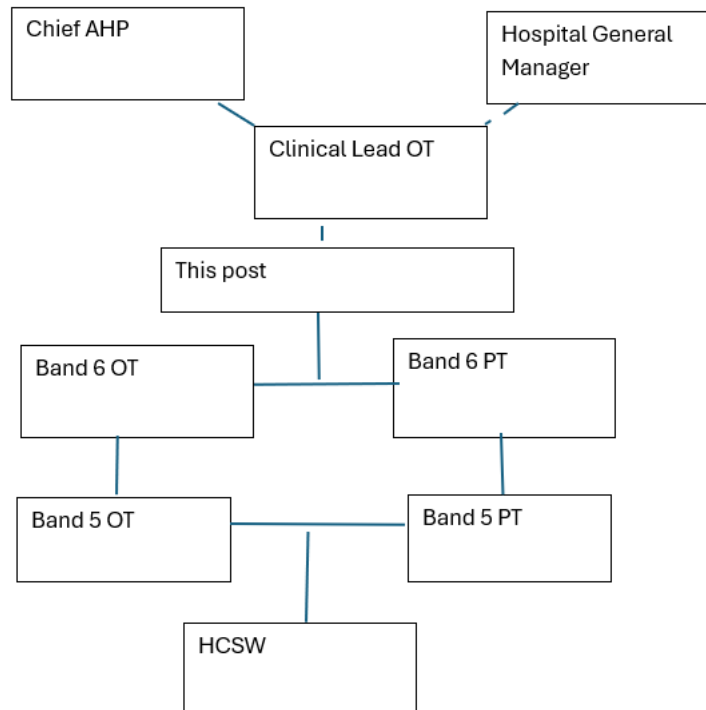 Chief AHP
Hospital General
Manager
Clinical Lead OT
This post
Band 6 OT
Band 6 PT
Band 5 OT
Band 5 PT
HCSW